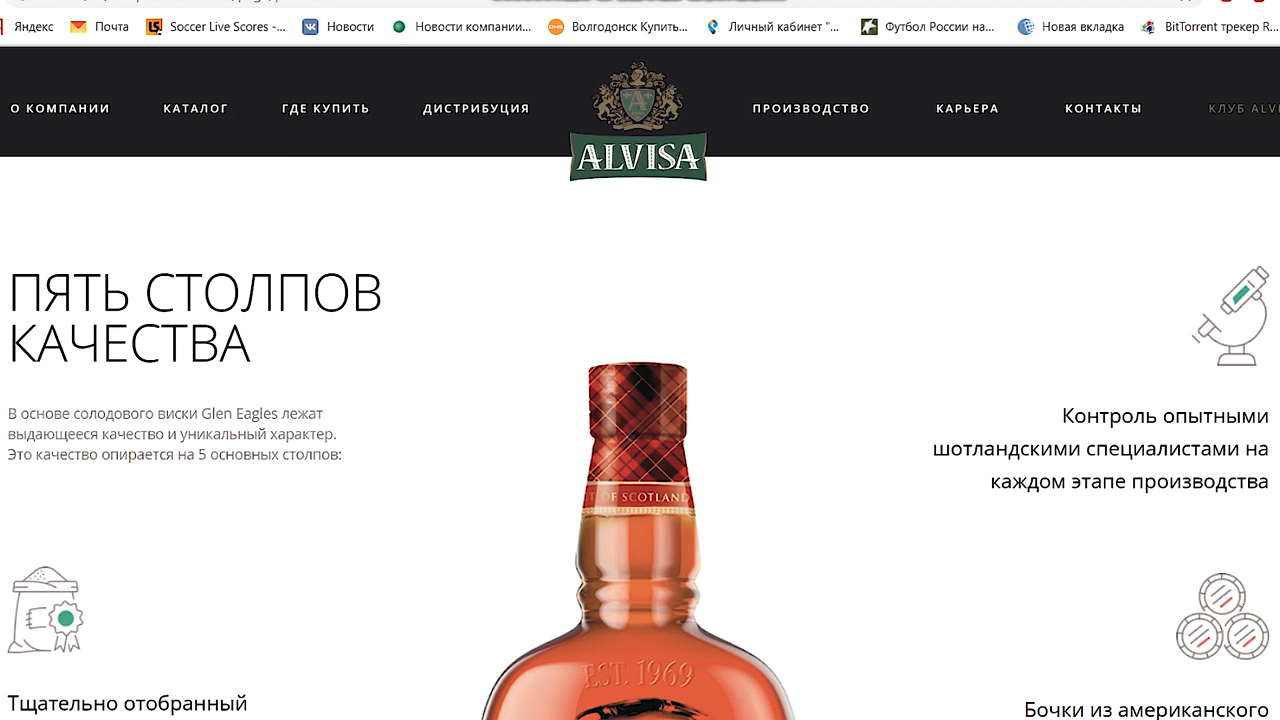 Яндекс Почта Soccer Live Scores -... Новости Новости компании... Волгодонск Купить... Личный кабинет "... Футбол России на... Новая вкладка BitTorrent трекер R...
О КОМПАНИИ КАТАЛОГ ГДЕ КУПИТЬ ДИСТРИБУЦИЯ ПРОИЗВОДСТВО КАРЬЕРА КОНТАКТЫ КЛУБ
ALVISA
ПЯТЬ СТОЛПОВ
КАЧЕСТВА
В основе солодового виски Glen Eagles лежат
выдающееся качество и уникальный характер.
Это качество опирается на 5 основных столпов:
Контроль опытными
шотландскими специалистами на
каждом этапе производства
OF SCOTLAND
EST. 1969
Тщательно отобранный
Бочки из американского